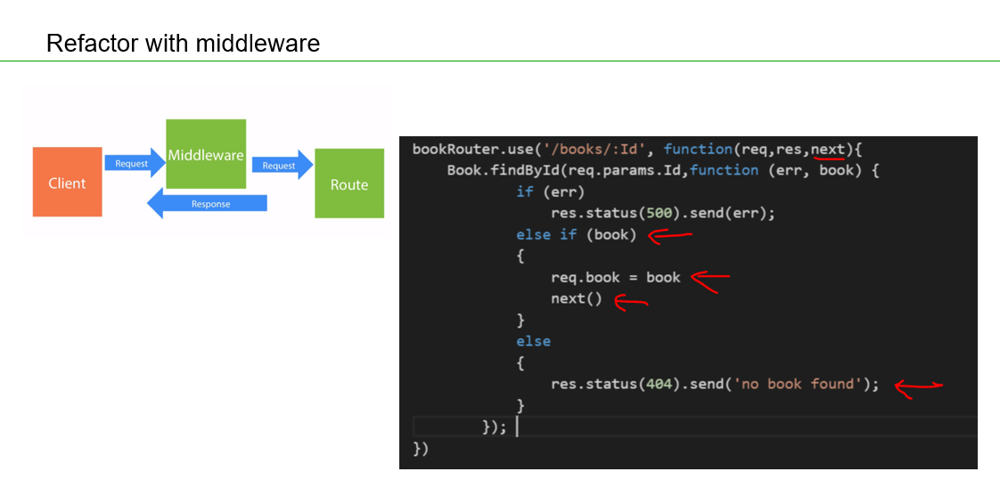 Refactor with middleware
Client
Request
Middleware
Request
Response
Route
bookRouter.use('/books/:Id', function(req,res,next){
Book.findById(req.params.Id,function (err, book) {
if (err)
res.status(500).send(err);
else if (book)
{
req.book = book
next()
}
else
{
res.status(404).send('no book found');
}
});
})